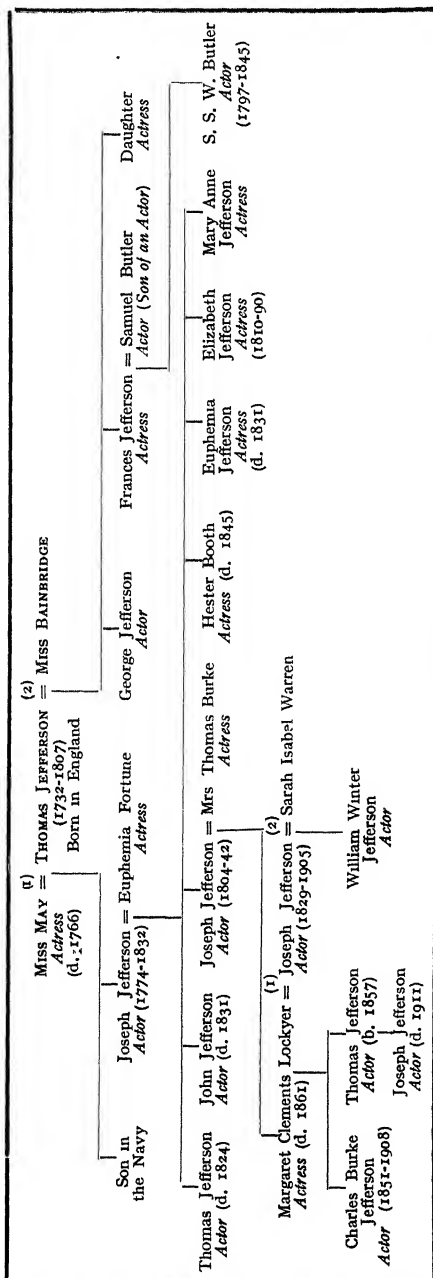 (1) (2)
MISS MAY = THOMAS JEFFERSON = MISS BAINBRIDGE
Actress (1732-1807)
(d. 1766) Born in England
Son in
the Navy
Joseph Jefferson = Euphemia Fortune
Actor (1774-1832) Actress
George Jefferson
Actor
Frances Jefferson = Samuel Butler
Actress Actor (Son of an Actor)
Daughter
Actress
Thomas Jefferson
Actor (d. 1824)
John Jefferson
Actor (d. 1831)
Joseph Jefferson = Mrs Thomas Burke
Actor (1804-42) Actress
Hester Booth
Actress (d. 1845)
Euphemia
Jefferson
Actress
(d. 1831)
Elizabeth
Jefferson
Actress
(1810-90)
Mary Anne
Jefferson
Actress
S. S. W. Butler
Actor
(1797-1845)
(1) (2)
Margaret Clements Lockyer = Joseph Jefferson = Sarah Isabel Warren
Actress (d. 1861) Actor (1829-1905)
Charles Burke
Jefferson
Actor (1851-1908)
Thomas Jefferson
Actor (b. 1857)
Joseph Jefferson
Actor (d. 1911)
William Winter
Jefferson
Actor